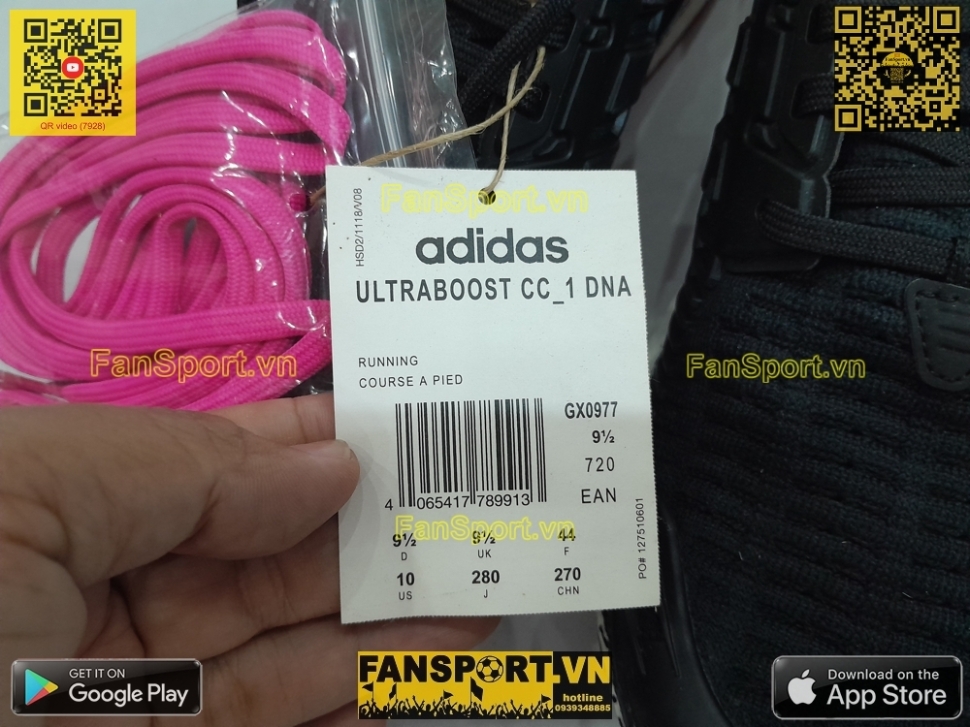 QR video (7928)
HSD2/1118/V08
FanSport.vn
adidas
ULTRABOOST CC_1 DNA
FanSport.vn
FanSport.vn
RUNNING
COURSE A PIED
GX0977
9½
720
EAN
4 065417 789913
FanSport.vn
9½ 9½ 44
D UK F
10 280 270
US J CHN
PO# 127510601
GET IT ON
Google Play
FANSPORT.VN
hotline
0939348885
Download on the
App Store